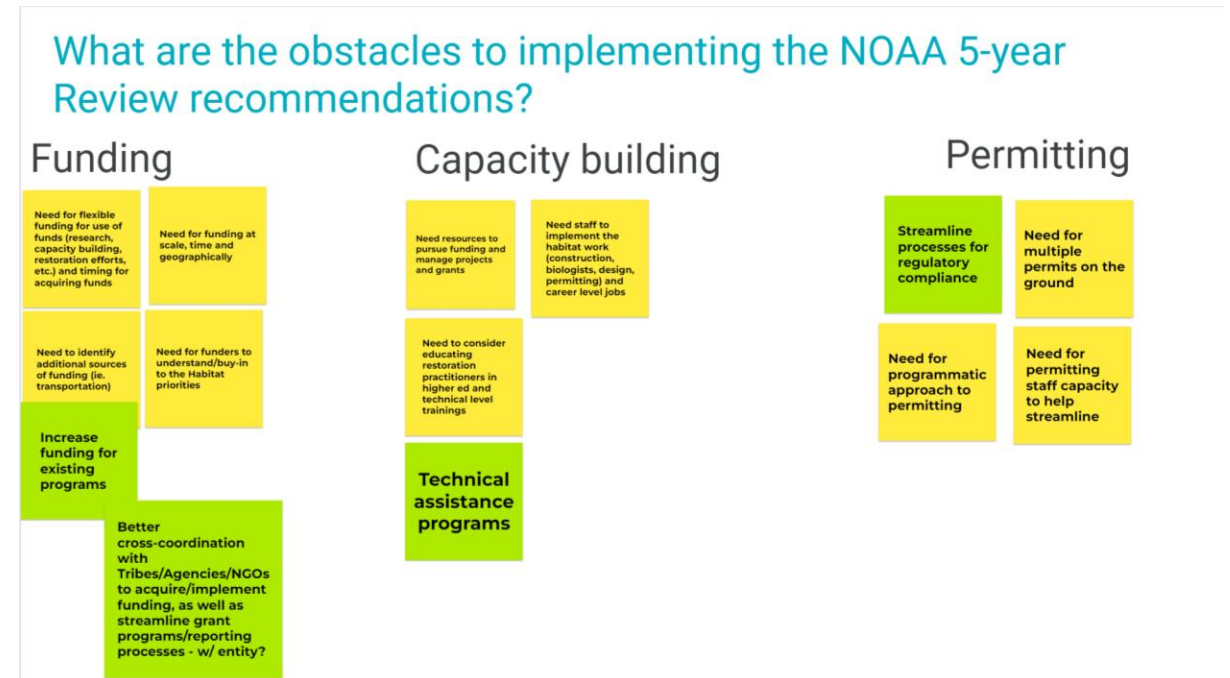 What are the obstacles to implementing the NOAA 5-year
Review recommendations?
Funding
Need for flexible
funding for use of
funds (research,
capacity building,
restoration efforts,
etc.) and timing for
acquiring funds
Need for funding at
scale, time and
geographically
Need to identify
additional sources
of funding (ie.
transportation)
Need for funders to
understand/buy-in
to the Habitat
priorities
Increase
funding for
existing
programs
Better
cross-coordination
with
Tribes/Agencies/NGOs
to acquire/implement
funding, as well as
streamline grant
programs/reporting
processes - w/ entity?
Capacity building
Need resources to
pursue funding and
manage projects
and grants
Need staff to
implement the
habitat work
(construction,
biologists, design,
permitting) and
career level jobs
Need to consider
educating
restoration
practitioners in
higher ed and
technical level
trainings
Technical
assistance
programs
Permitting
Streamline
processes for
regulatory
compliance
Need for
multiple
permits on the
ground
Need for
programmatic
approach to
permitting
Need for
permitting
staff capacity
to help
streamline